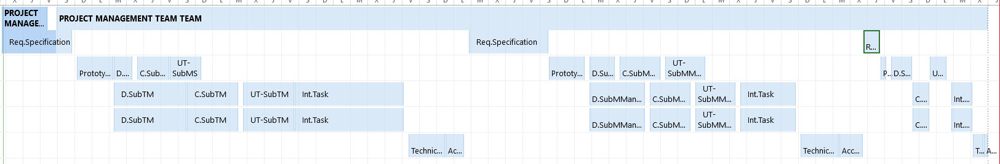 PROJECT
MANAGE...
PROJECT MANAGEMENT TEAM TEAM
Req.Specification
Req.Specification
R...
Prototy...
D....
C.Sub...
UT-
SubMS
Prototy...
D.Su...
C.SubM...
UT-
SubMM...
P...
D.S...
U...
D.SubTM
C.SubTM
UT-SubTM
Int.Task
D.SubMMan...
C.SubM...
UT-
SubMM...
Int.Task
C....
Int....
D.SubTM
C.SubTM
UT-SubTM
Int.Task
D.SubMMan...
C.SubM...
UT-
SubMM...
Int.Task
C....
Int....
Technic...
Ac...
Technic...
Acc...
T...
A...